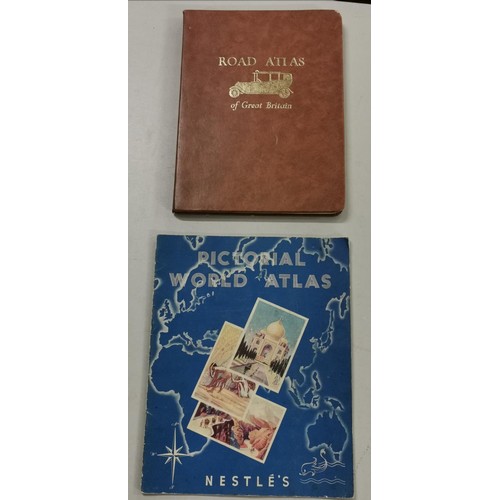 ROAD ATLAS
of Great Britain
PICTORIAL
WORLD ATLAS
NESTLÉ'S